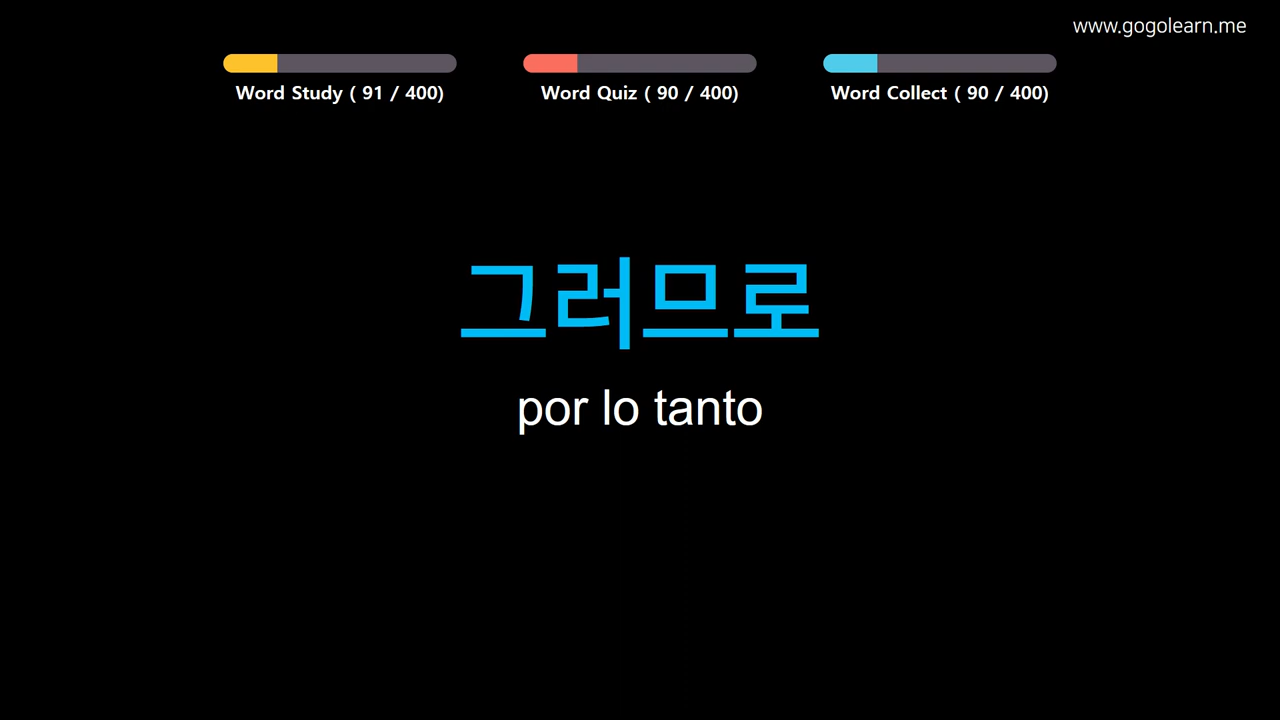 www.gogolearn.me
Word Study ( 91 / 400)
Word Quiz ( 90 / 400)
Word Collect ( 90 / 400)
그러므로
por lo tanto